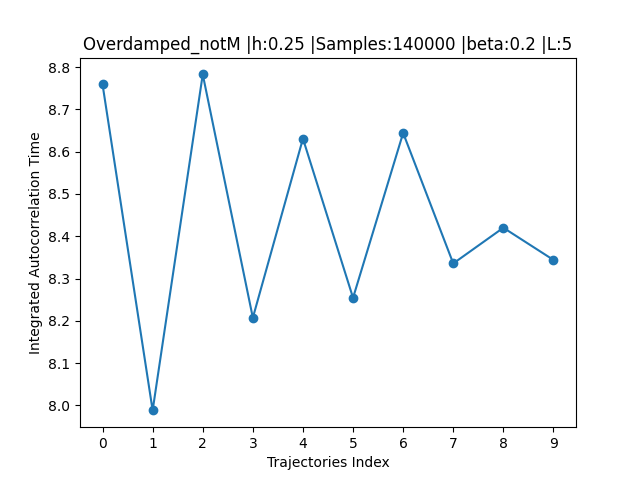 Overdamped_notM |h:0.25 |Samples:140000 |beta:0.2 |L:5
8.8
8.7
8.6
8.5
8.4
8.3
8.2
8.1
8.0
Integrated Autocorrelation Time
0 1 2 3 4 5 6 7 8 9
Trajectories Index